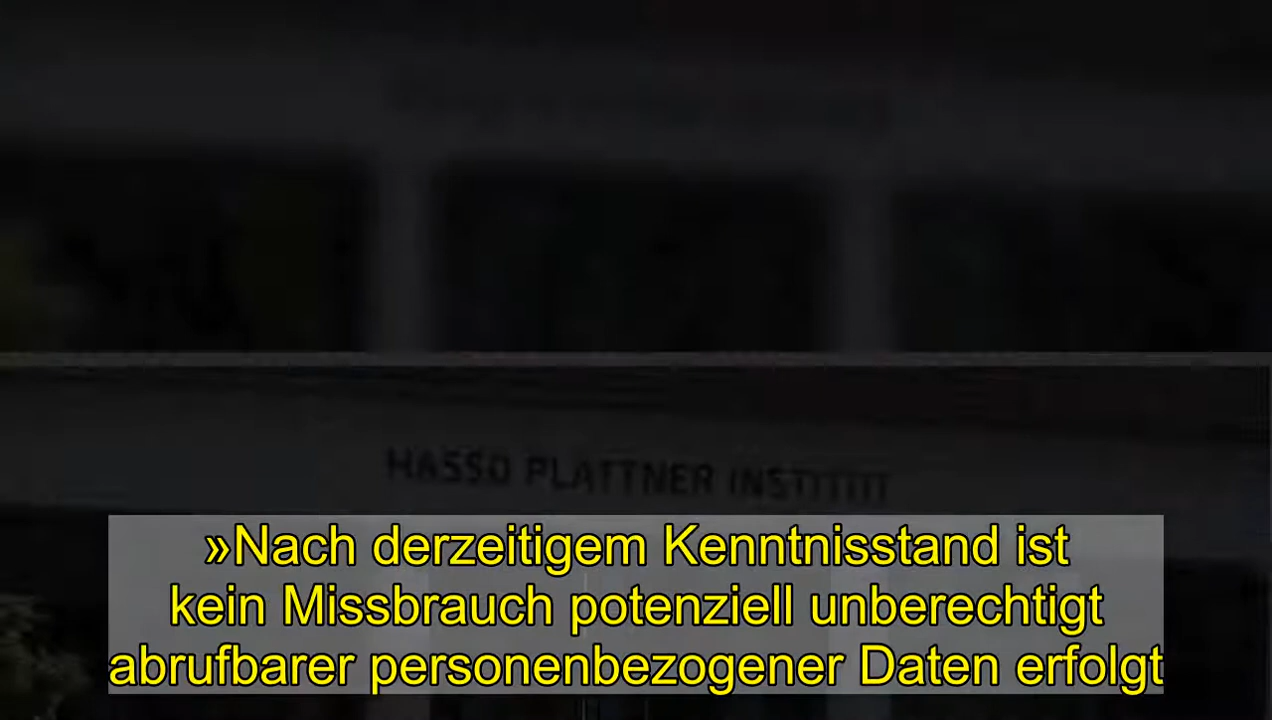 HASSO PLATTNER INSTITUT
»Nach derzeitigem Kenntnisstand ist
kein Missbrauch potenziell unberechtigt
abrufbarer personenbezogener Daten erfolgt